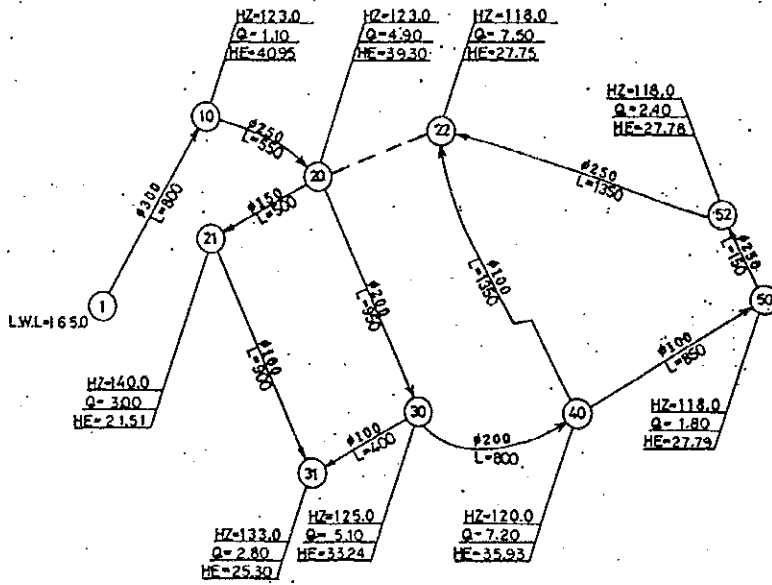 HZ=123.0
Q=1.10
HE=40.95
HZ=123.0
Q=4.90
HE=39.30
HZ=118.0
Q=7.50
HE=27.75
HZ=118.0
Q=2.40
HE=27.78
10
φ250
L=550
22
20
φ300
L=800
φ150
L=500
φ250
L=1350
52
21
φ250
L=150
1
L.W.L=165.0
φ200
L=950
φ100
L=1350
50
φ100
L=900
φ100
L=850
HZ=140.0
Q=3.00
HE=21.51
30
40
φ100
L=400
φ200
L=800
HZ=118.0
Q=1.80
HE=27.79
31
HZ=133.0
Q=2.80
HE=25.30
HZ=125.0
Q=5.10
HE=33.24
HZ=120.0
Q=7.20
HE=35.93